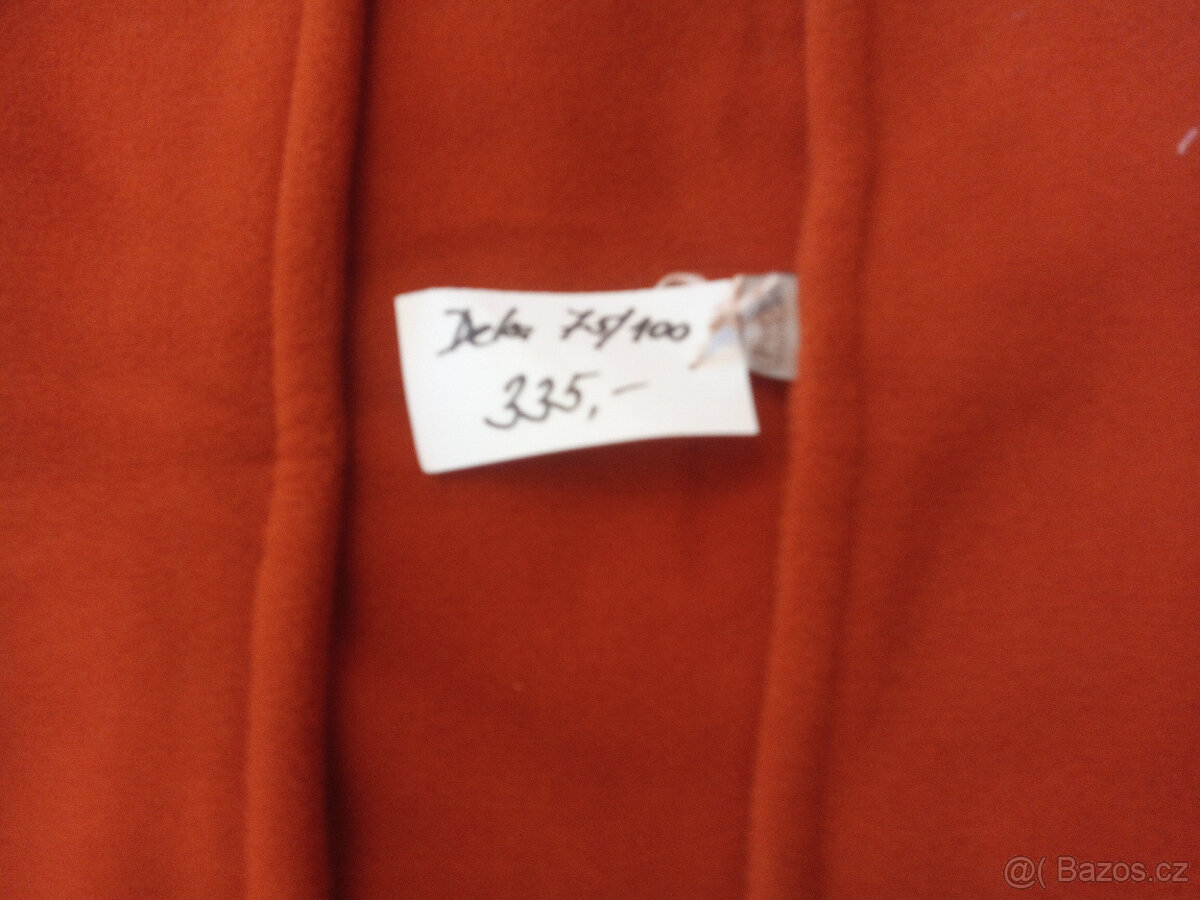 Deka 75/100
335,-
@( Bazos.cz